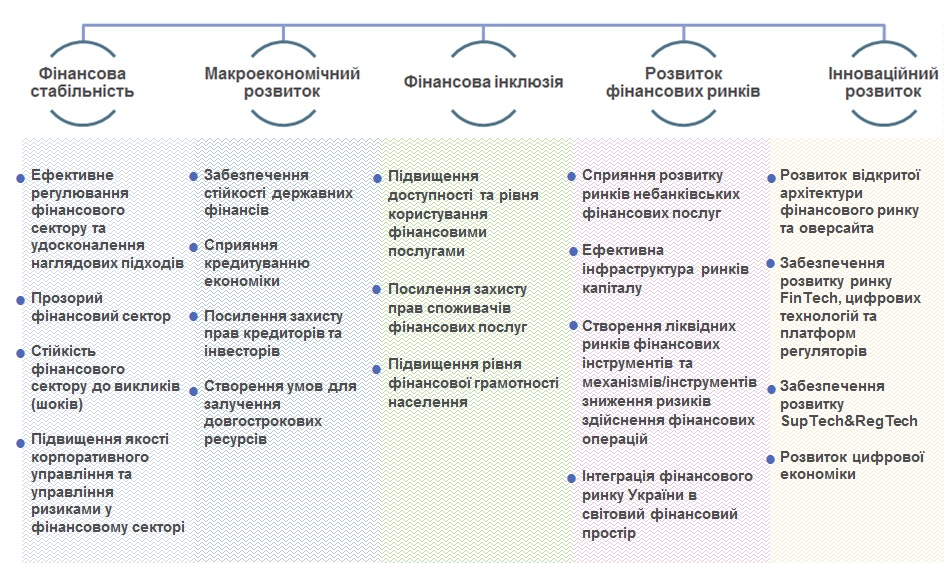 Фінансова
стабільність
Макроекономічний
розвиток
Фінансова інклюзія
Розвиток
фінансових ринків
Інноваційний
розвиток
Ефективне
регулювання
фінансового
сектору та
удосконалення
наглядових підходів
Прозорий
фінансовий сектор
Стійкість
фінансового
сектору до викликів
(шоків)
Підвищення якості
корпоративного
управління та
управління
ризиками у
фінансовому секторі
Забезпечення
стійкості державних
фінансів
Сприяння
кредитуванню
економіки
Посилення захисту
прав кредиторів та
інвесторів
Створення умов для
залучення
довгострокових
ресурсів
Підвищення
доступності та рівня
користування
фінансовими
послугами
Посилення захисту
прав споживачів
фінансових послуг
Підвищення рівня
фінансової грамотності
населення
Сприяння розвитку
ринків небанківських
фінансових послуг
Ефективна
інфраструктура ринків
капіталу
Створення ліквідних
ринків фінансових
інструментів та
механізмів/інструментів
зниження ризиків
здійснення фінансових
операцій
Інтеграція фінансового
ринку України в
світовий фінансовий
простір
Розвиток відкритої
архітектури
фінансового ринку
та оверсайта
Забезпечення
розвитку ринку
FinTech, цифрових
технологій та
платформ
регуляторів
Забезпечення
розвитку
SupTech&RegTech
Розвиток цифрової
економіки